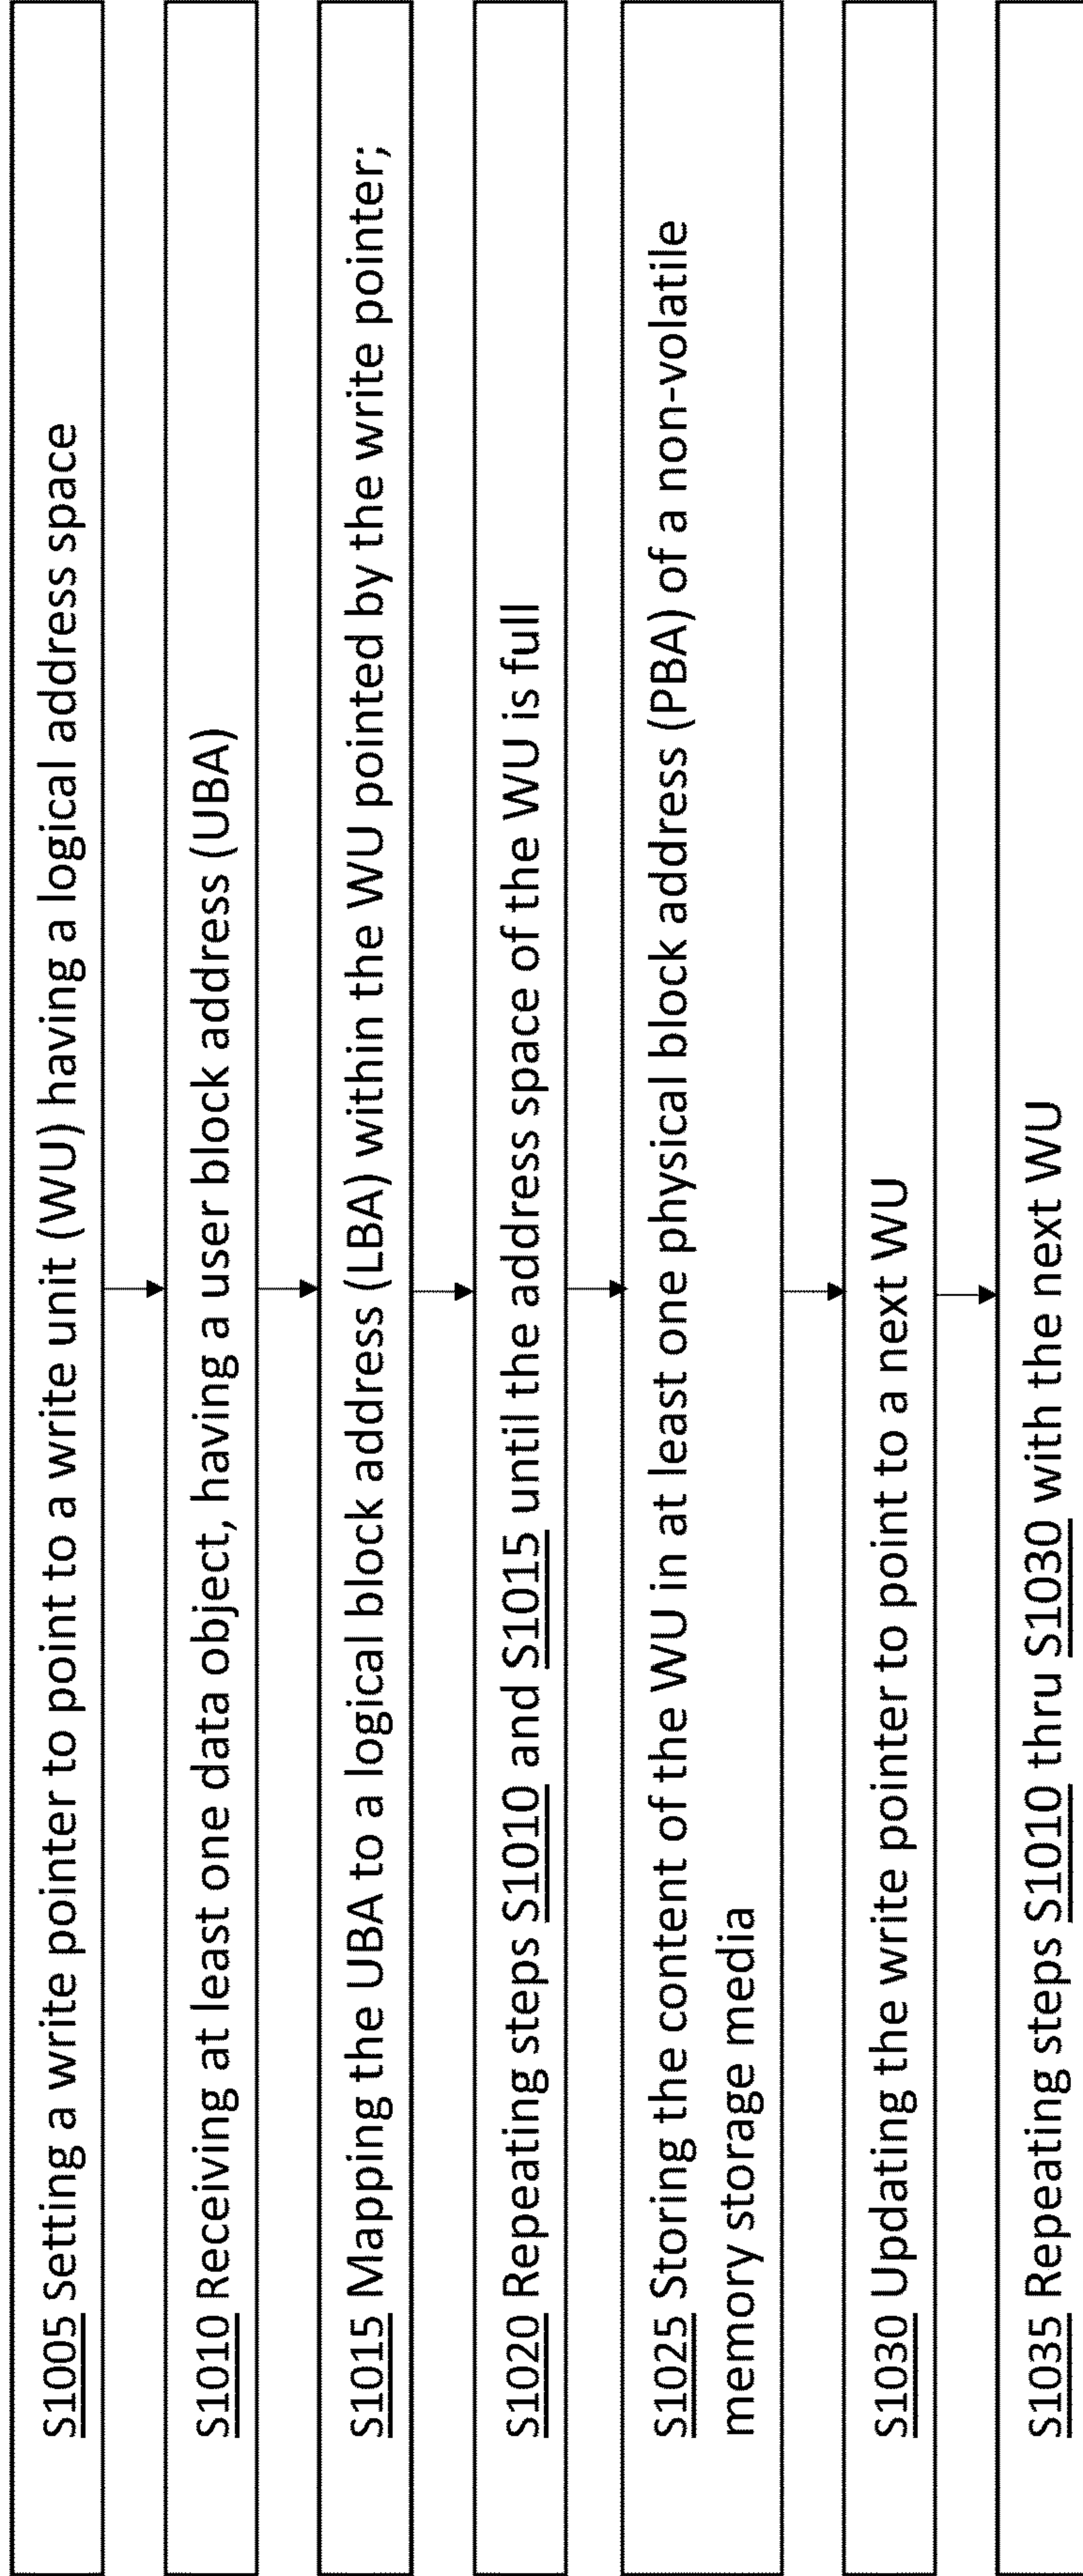 S1005 Setting a write pointer to point to a write unit (WU) having a logical address space
S1010 Receiving at least one data object, having a user block address (UBA)
S1015 Mapping the UBA to a logical block address (LBA) within the WU pointed by the write pointer;
S1020 Repeating steps S1010 and S1015 until the address space of the WU is full
S1025 Storing the content of the WU in at least one physical block address (PBA) of a non-volatile
memory storage media
S1030 Updating the write pointer to point to a next WU
S1035 Repeating steps S1010 thru S1030 with the next WU